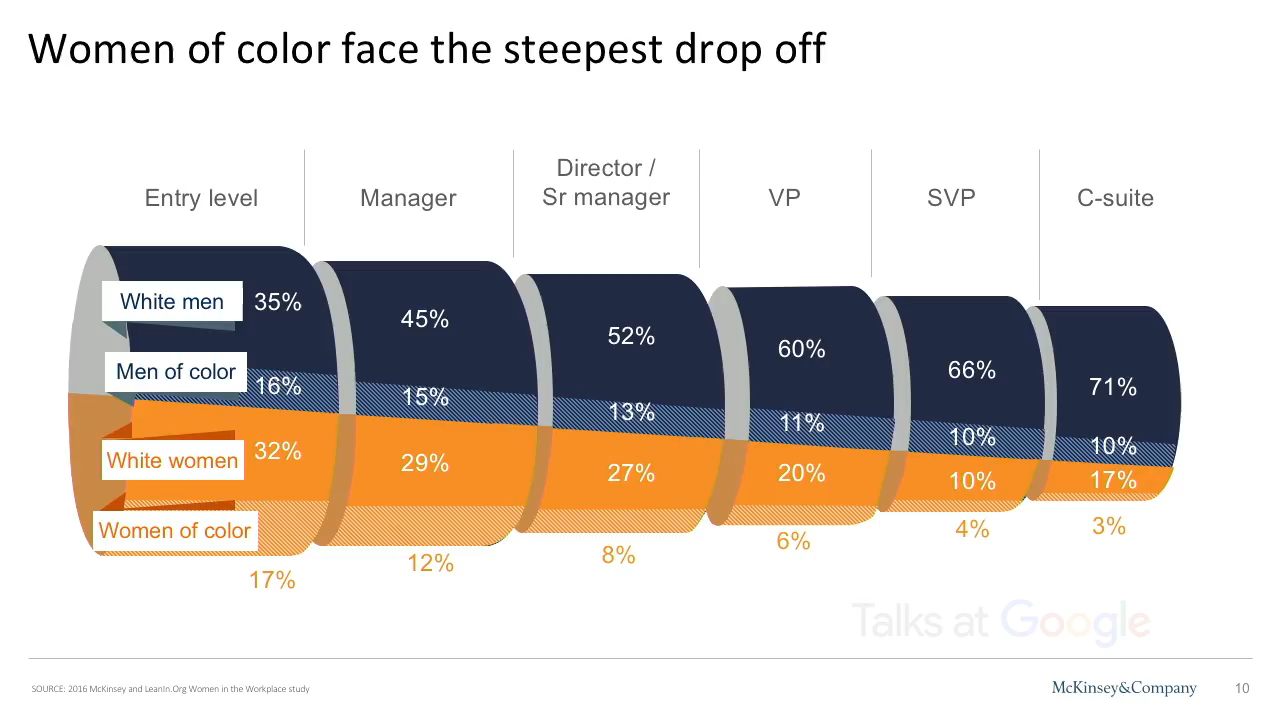 Women of color face the steepest drop off
Entry level
Manager
Director /
Sr manager
VP
SVP
C-suite
White men
35%
45%
52%
60%
66%
71%
Men of color
16%
15%
13%
11%
10%
10%
White women
32%
29%
27%
20%
10%
17%
Women of color
17%
12%
8%
6%
4%
3%
Talks at Google
SOURCE: 2016 McKinsey and LeanIn.Org Women in the Workplace study
McKinsey&Company
10